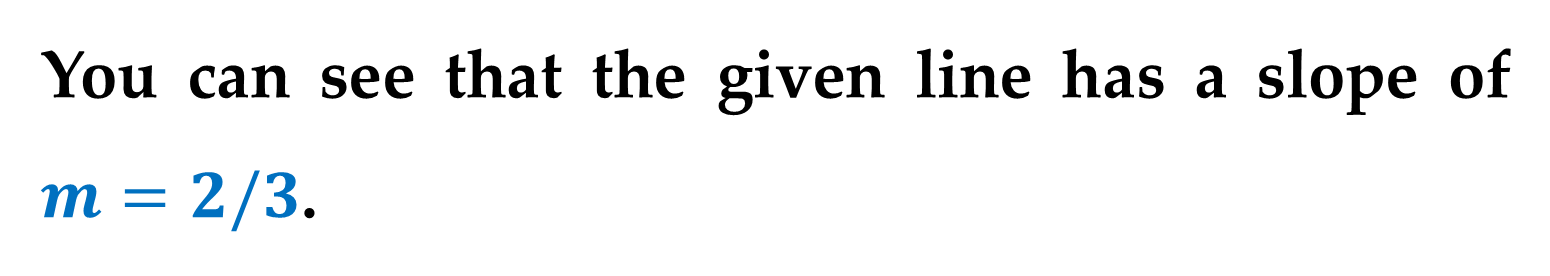 You can see that the given line has a slope of
m = 2/3.